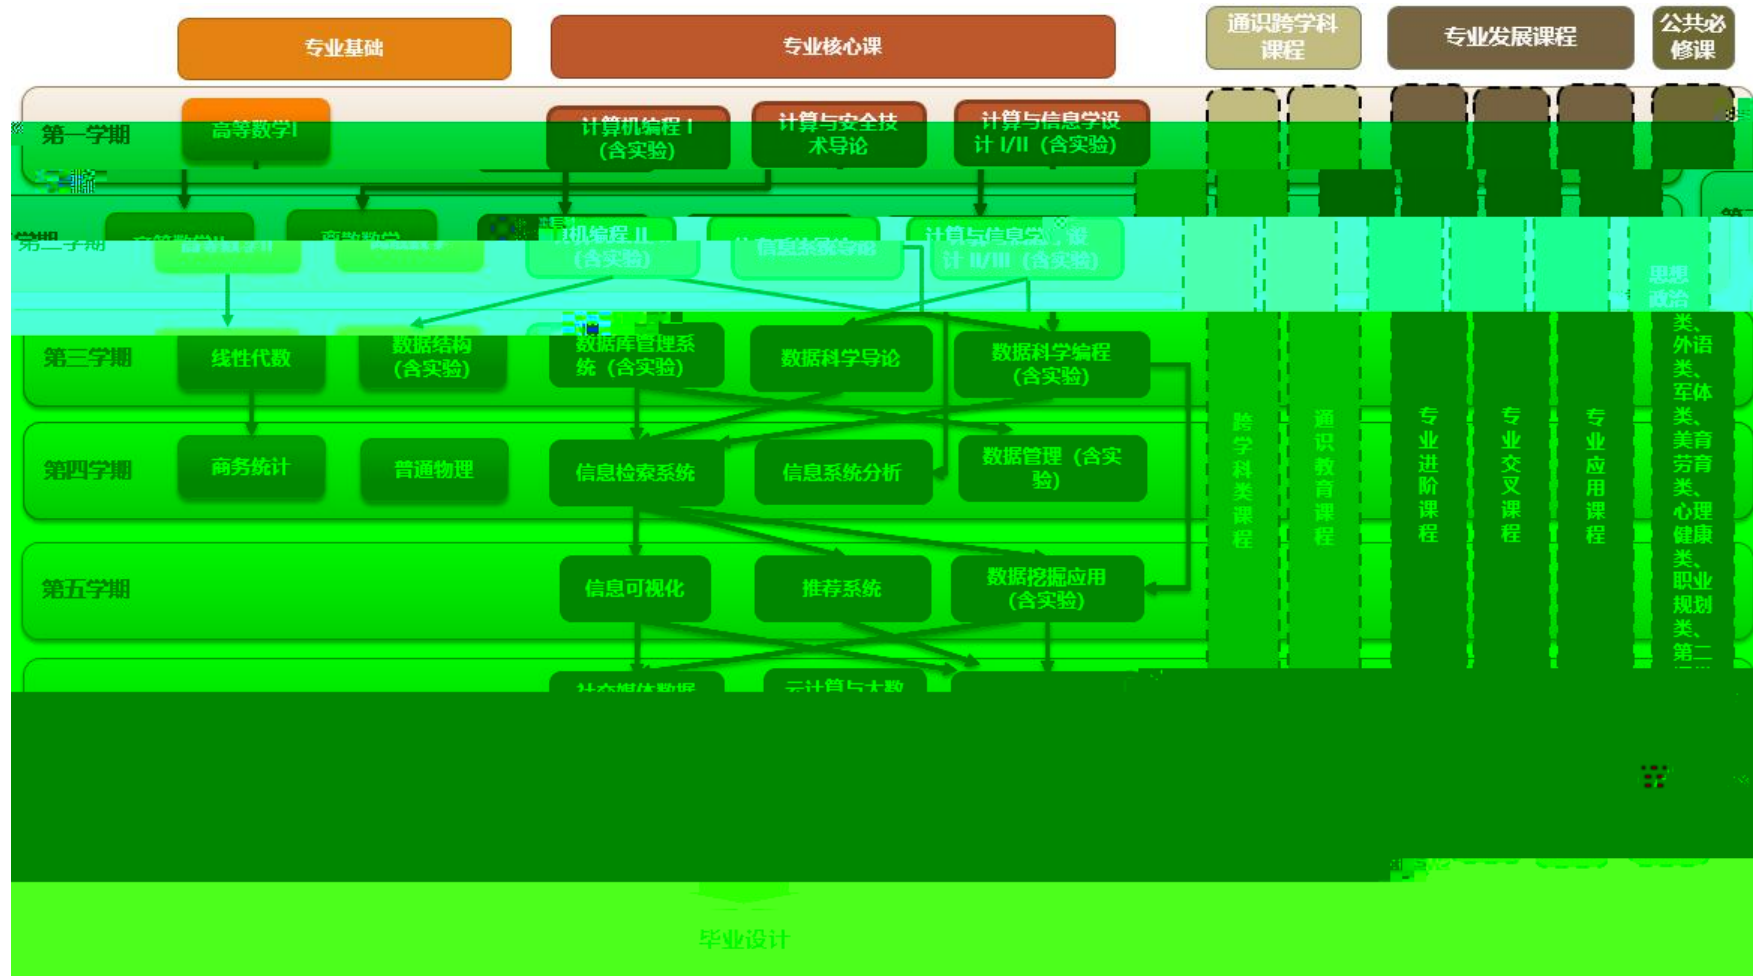 专业基础
专业核心课
通识跨学科
课程
专业发展课程
公共必
修课
第一学期
高等数学I
计算机编程 I
(含实验)
计算与安全技
术导论
计算与信息学设
计 I/II（含实验）
机编程 II
(含实验)
计 II/III（含实验）
第三学期
线性代数
数据结构
(含实验)
数据库管理系
统（含实验）
数据科学导论
数据科学编程
(含实验)
第四学期
商务统计
普通物理
信息检索系统
信息系统分析
数据管理（含实
验）
第五学期
信息可视化
推荐系统
数据挖掘应用
(含实验)
社交媒体数据
云计算与大数
跨学科类课程
通识教育课程
专业进阶课程
专业交叉课程
专业应用课程
思想
政治
类、
外语
类、
军体
类、
美育
劳育
类、
心理
健康
类、
职业
规划
类、
第二
毕业设计